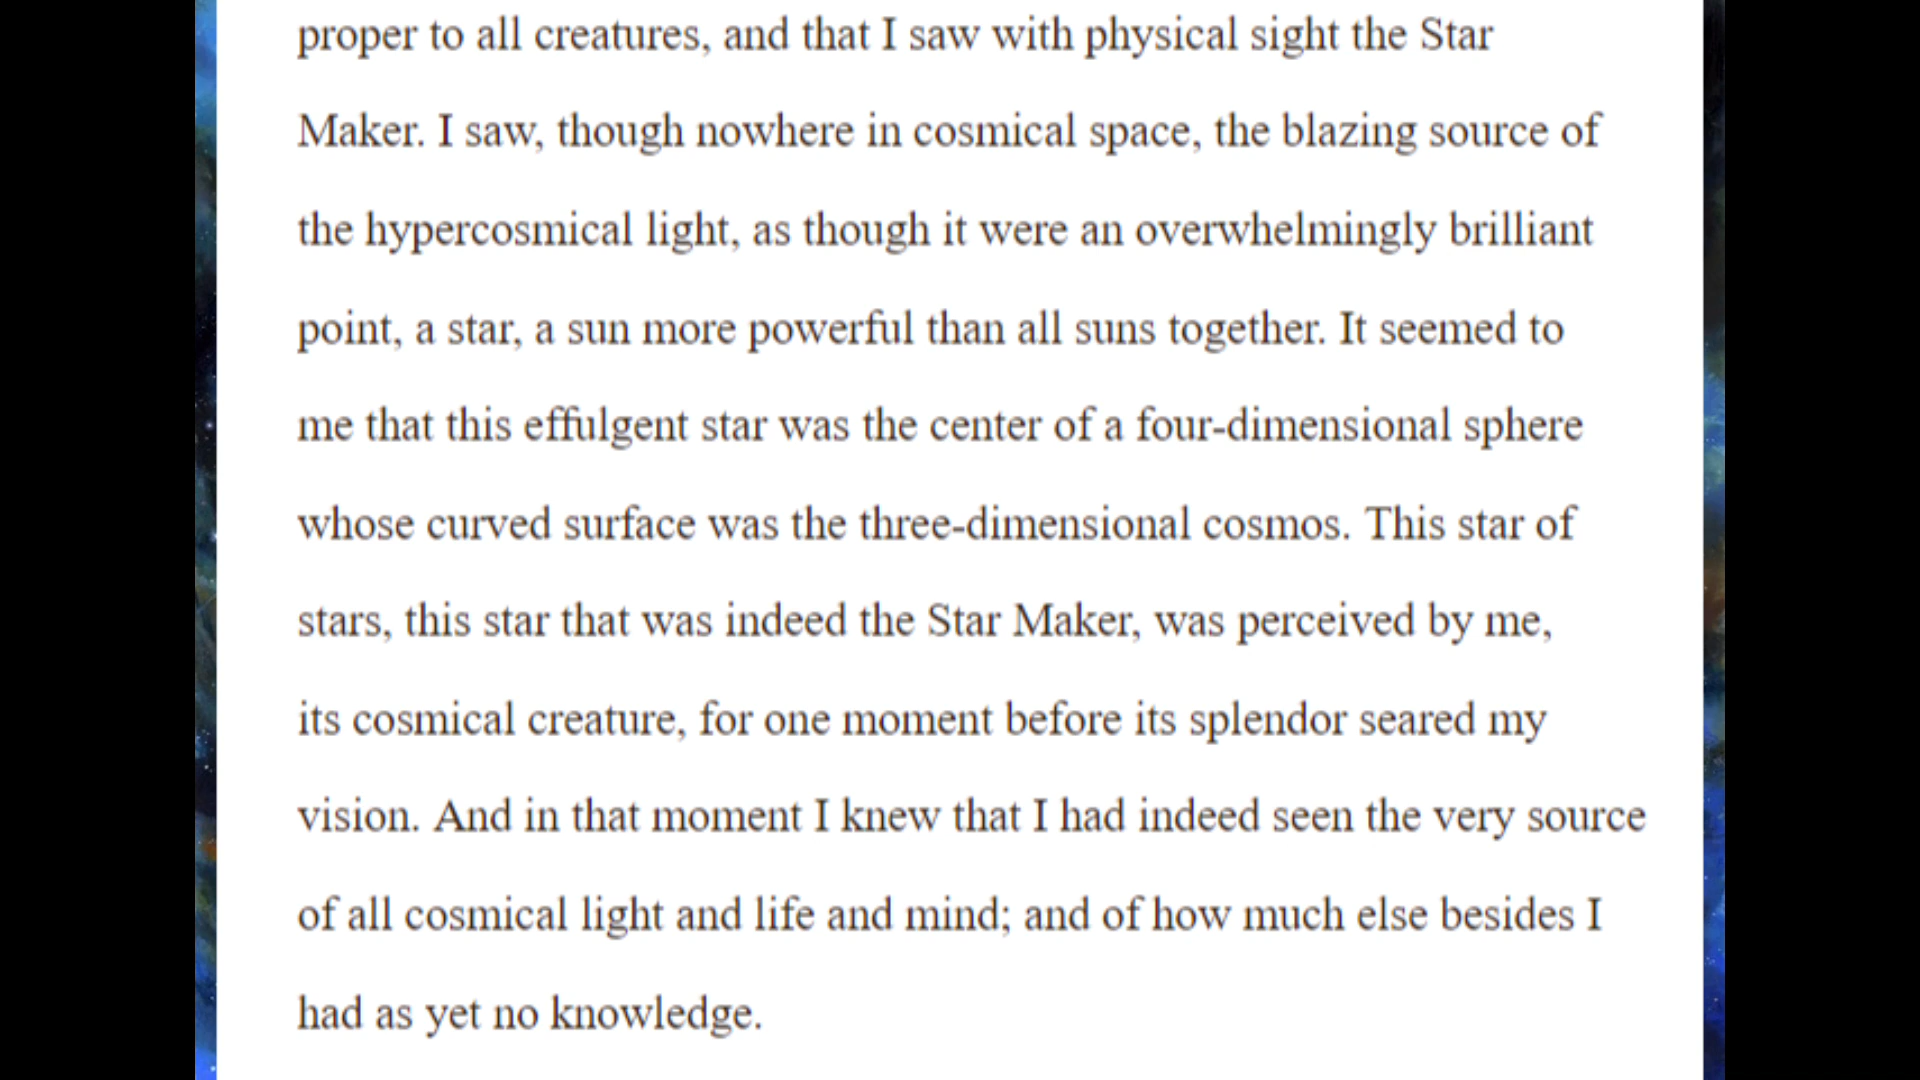 proper to all creatures, and that I saw with physical sight the Star
Maker. I saw, though nowhere in cosmical space, the blazing source of
the hypercosmical light, as though it were an overwhelmingly brilliant
point, a star, a sun more powerful than all suns together. It seemed to
me that this effulgent star was the center of a four-dimensional sphere
whose curved surface was the three-dimensional cosmos. This star of
stars, this star that was indeed the Star Maker, was perceived by me,
its cosmical creature, for one moment before its splendor seared my
vision. And in that moment I knew that I had indeed seen the very source
of all cosmical light and life and mind; and of how much else besides I
had as yet no knowledge.